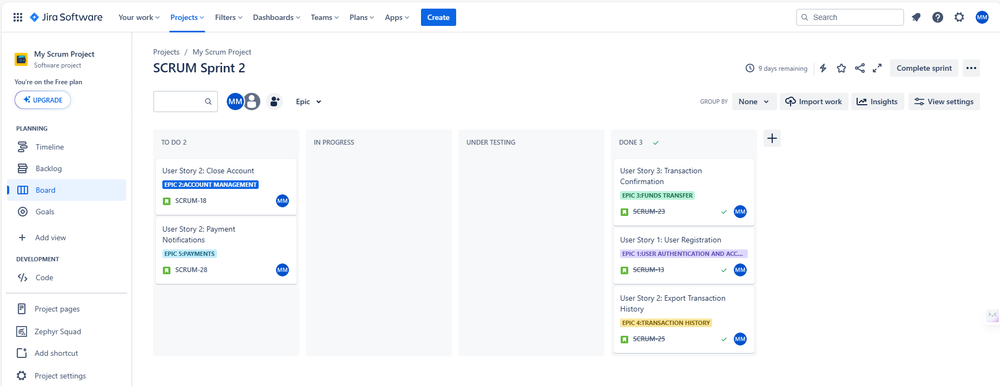 Jira Software
Your work
Projects
Filters
Dashboards
Teams
Plans
Apps
Create
Search
MM
My Scrum Project
Software project
You're on the Free plan
UPGRADE
PLANNING
Timeline
Backlog
Board
Goals
Add view
DEVELOPMENT
Code
Project pages
Zephyr Squad
Add shortcut
Project settings
Projects / My Scrum Project
SCRUM Sprint 2
9 days remaining
Complete sprint
MM
Epic
GROUP BY
None
Import work
Insights
View settings
TO DO 2
User Story 2: Close Account
EPIC 2:ACCOUNT MANAGEMENT
SCRUM-18
MM
User Story 2: Payment
Notifications
EPIC 5:PAYMENTS
SCRUM-28
MM
IN PROGRESS
UNDER TESTING
DONE 3
User Story 3: Transaction
Confirmation
EPIC 3:FUNDS TRANSFER
SCRUM-23
MM
User Story 1: User Registration
EPIC 1:USER AUTHENTICATION AND ACC...
SCRUM-13
MM
User Story 2: Export Transaction
History
EPIC 4:TRANSACTION HISTORY
SCRUM-25
MM